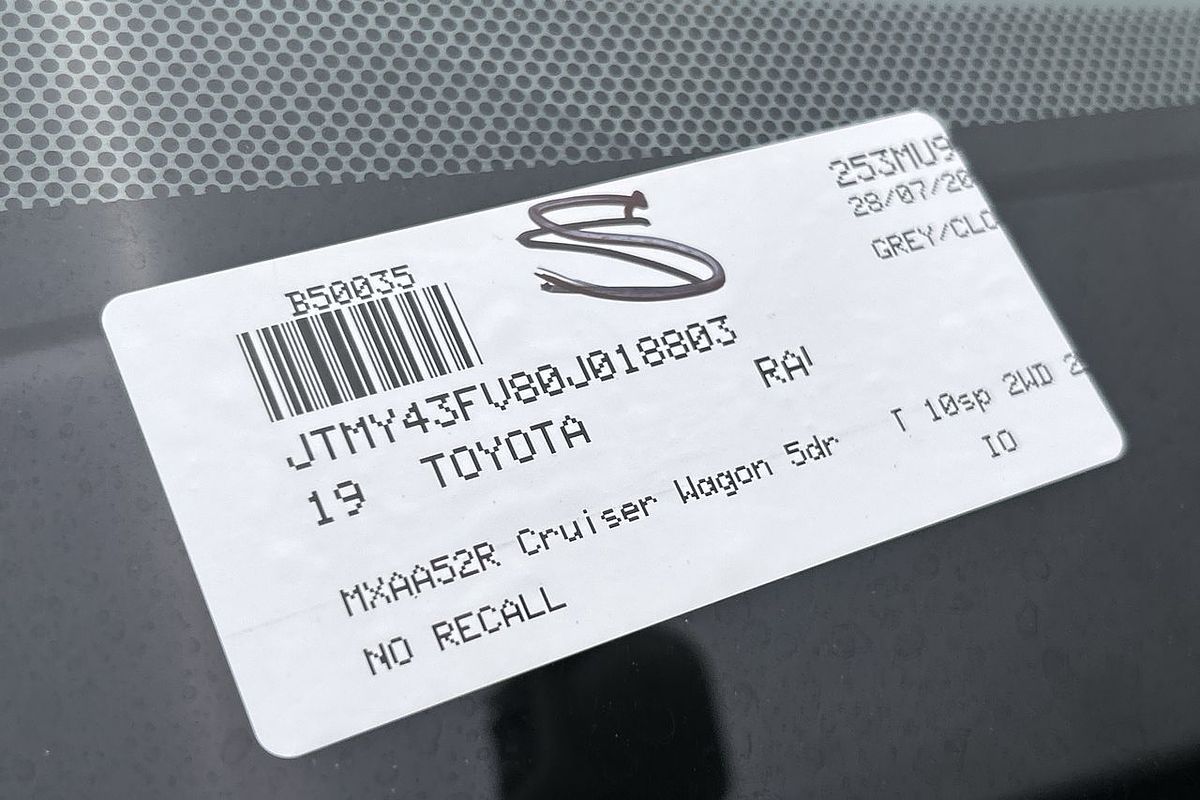 253MU9
28/07/20
GREY/CLO
B50035
S
JTMY43FV80J018803
19 TOYOTA RAV
MXAA52R Cruiser Wagon 5dr T 10sp 2WD 2
IO
NO RECALL